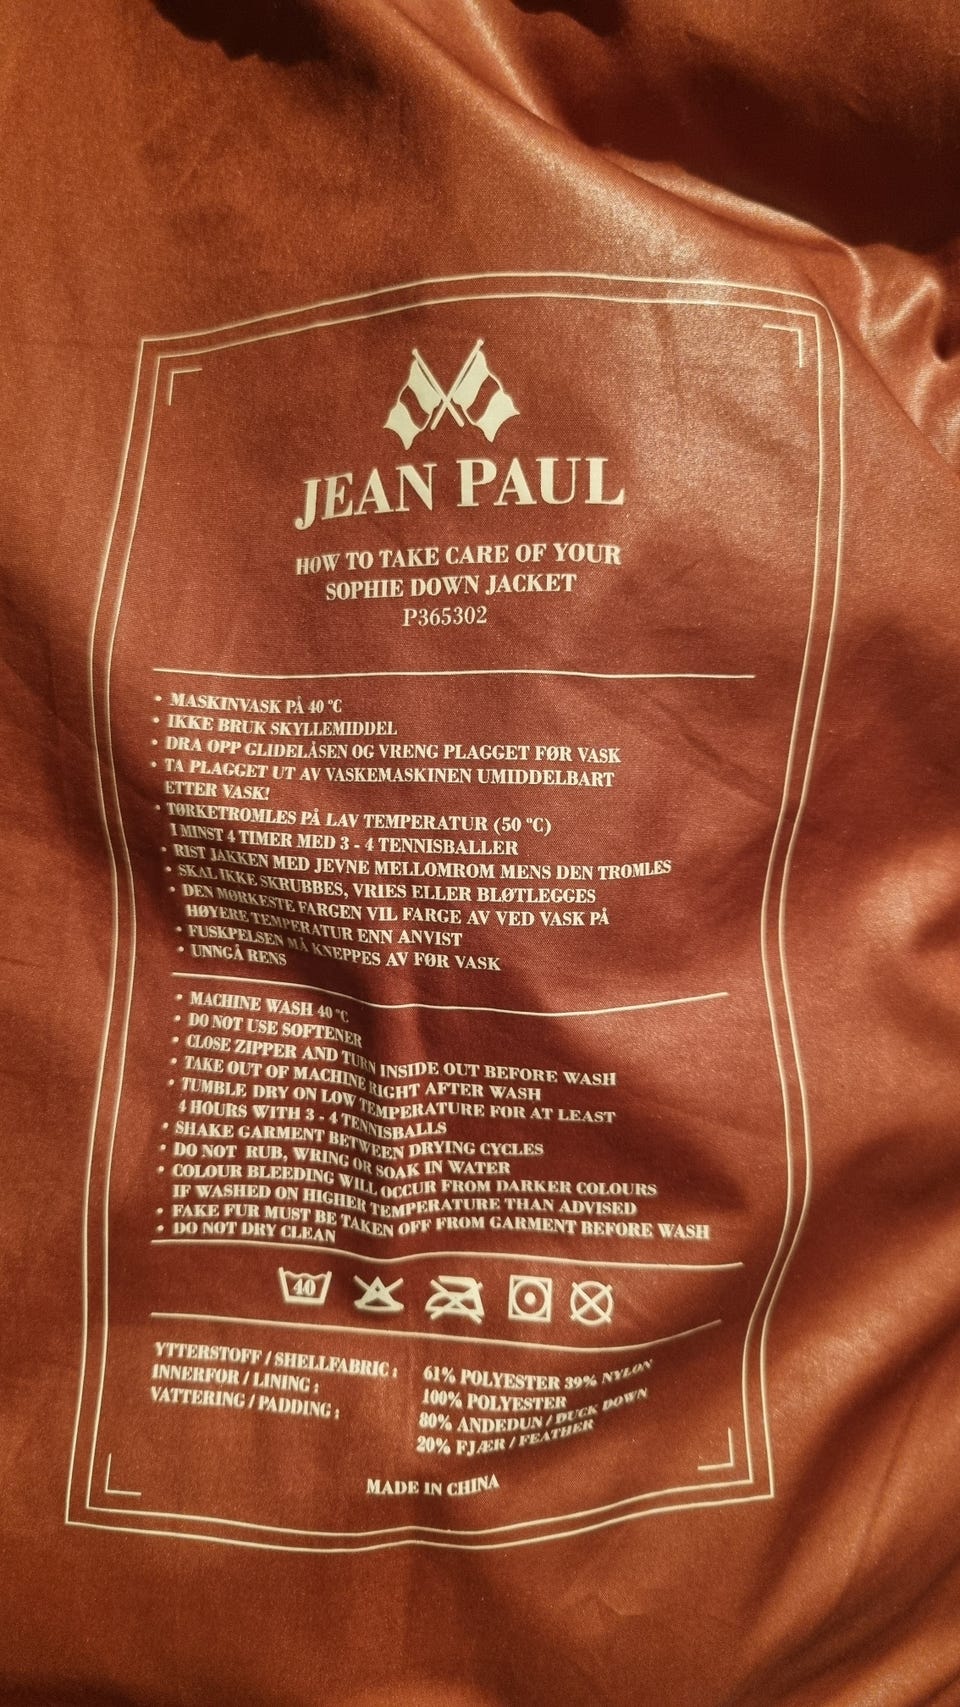 JEAN PAUL
HOW TO TAKE CARE OF YOUR
SOPHIE DOWN JACKET
P365302
• MASKINVASK PÅ 40 °C
• IKKE BRUK SKYLLEMIDDEL
• DRA OPP GLIDELÅSEN OG VRENG PLAGGET FØR VASK
• TA PLAGGET UT AV VASKEMASKINEN UMIDDELBART
ETTER VASK!
• TØRKETROMLES PÅ LAV TEMPERATUR (50 °C)
I MINST 4 TIMER MED 3 - 4 TENNISBALLER
• RIST JAKKEN MED JEVNE MELLOMROM MENS DEN TROMLES
• SKAL IKKE SKRUBBES, VRIES ELLER BLØTLEGGES
• DEN MØRKESTE FARGEN VIL FARGE AV VED VASK PÅ
HØYERE TEMPERATUR ENN ANVIST
• FUSKPELSEN MÅ KNEPPES AV FØR VASK
• UNNGÅ RENS
• MACHINE WASH 40 °C
• DO NOT USE SOFTENER
• CLOSE ZIPPER AND TURN INSIDE OUT BEFORE WASH
• TAKE OUT OF MACHINE RIGHT AFTER WASH
• TUMBLE DRY ON LOW TEMPERATURE FOR AT LEAST
4 HOURS WITH 3 - 4 TENNISBALLS
• SHAKE GARMENT BETWEEN DRYING CYCLES
• DO NOT RUB, WRING OR SOAK IN WATER
• COLOUR BLEEDING WILL OCCUR FROM DARKER COLOURS
IF WASHED ON HIGHER TEMPERATURE THAN ADVISED
• FAKE FUR MUST BE TAKEN OFF FROM GARMENT BEFORE WASH
• DO NOT DRY CLEAN
40
YTTERSTOFF / SHELLFABRIC : 61% POLYESTER 39% NYLON
INNERFOR / LINING : 100% POLYESTER
VATTERING / PADDING : 80% ANDEDUN / DUCK DOWN
20% FJÆR / FEATHER
MADE IN CHINA